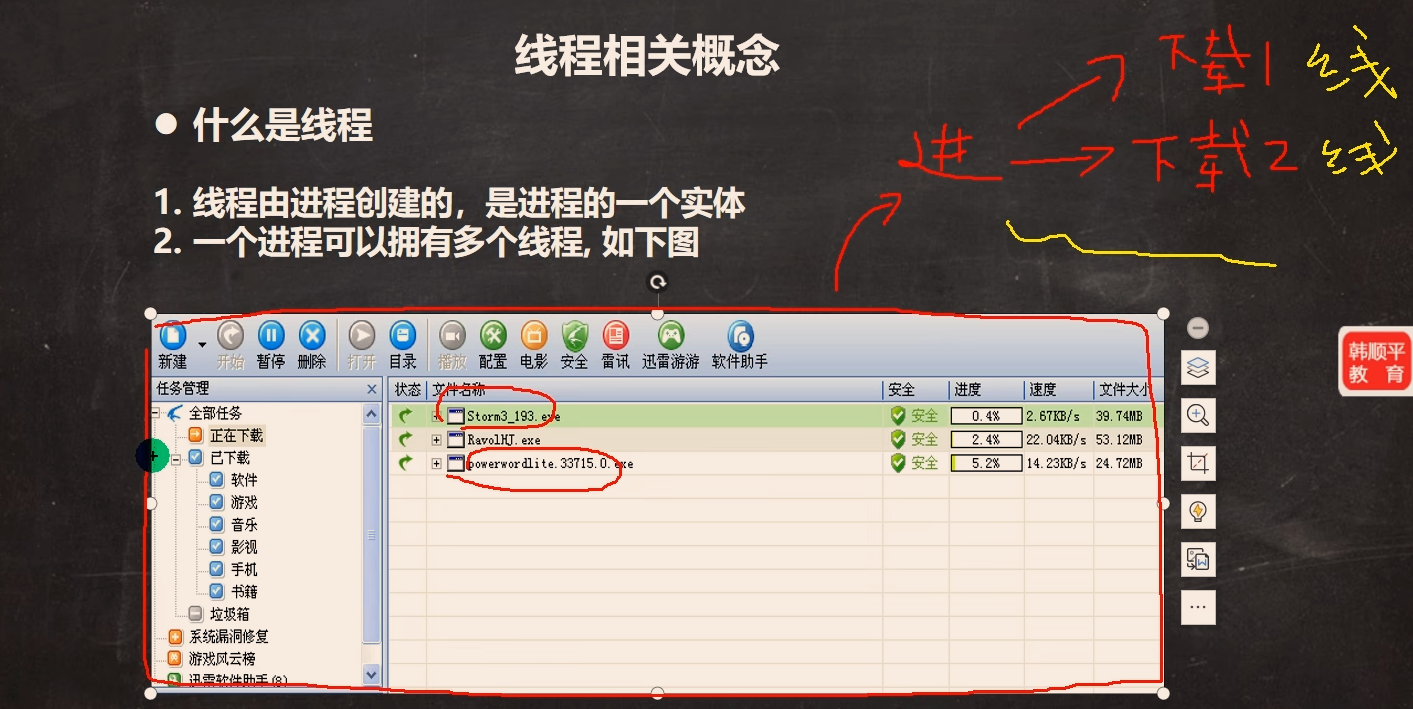 线程相关概念
下载1 线
● 什么是线程
进
下载2 线
1. 线程由进程创建的，是进程的一个实体
2. 一个进程可以拥有多个线程, 如下图
新建 开始 暂停 删除 打开 目录 播放 配置 电影 安全 雷讯 迅雷游游 软件助手
任务管理
状态 文件名称 安全 进度 速度 文件大小
全部任务
正在下载
已下载
软件
游戏
音乐
影视
手机
书籍
垃圾箱
系统漏洞修复
游戏风云榜
迅雷软件助手(8)
Storm3_193.exe 安全 0.4% 2.67KB/s 39.74MB
RavolHJ.exe 安全 2.4% 22.04KB/s 53.12MB
powerwordlite.33715.0.exe 安全 5.2% 14.23KB/s 24.72MB
韩顺平
教 育